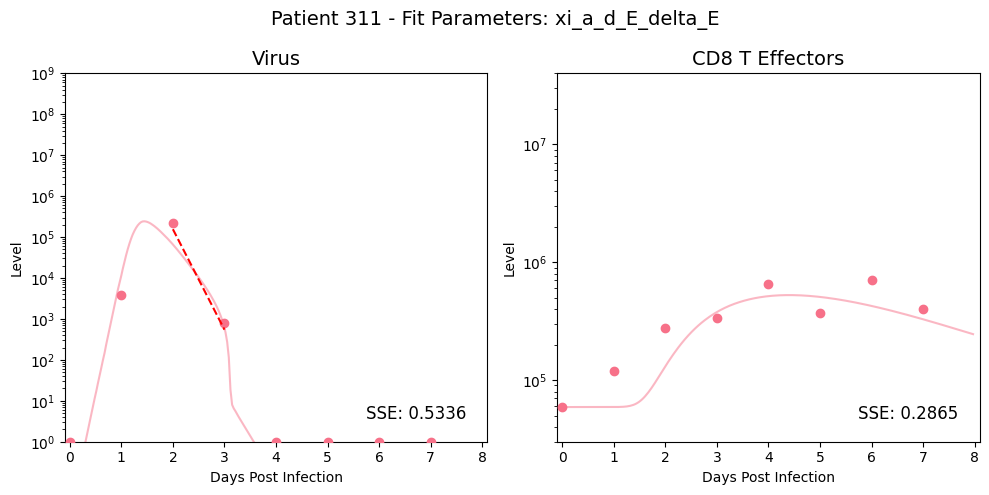 Patient 311 - Fit Parameters: xi_a_d_E_delta_E
Virus
CD8 T Effectors
Level
10^9
10^8
10^7
10^6
10^5
10^4
10^3
10^2
10^1
10^0
SSE: 0.5336
0 1 2 3 4 5 6 7 8
Days Post Infection
Level
10^7
10^6
10^5
SSE: 0.2865
0 1 2 3 4 5 6 7 8
Days Post Infection